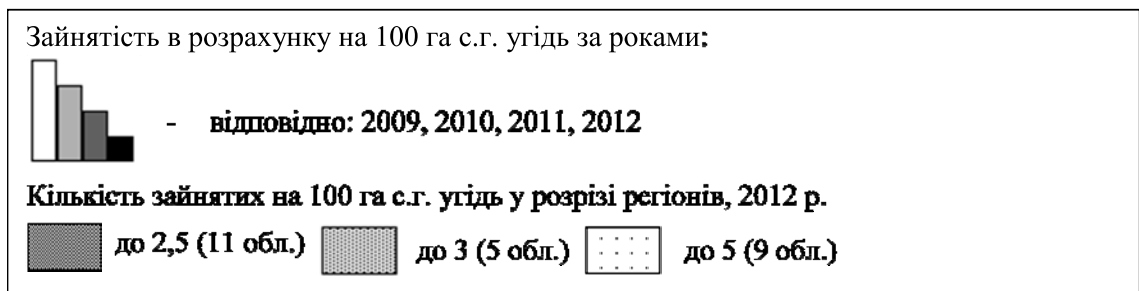 Зайнятість в розрахунку на 100 га с.г. угідь за роками:
- відповідно: 2009, 2010, 2011, 2012
Кількість зайнятих на 100 га с.г. угідь у розрізі регіонів, 2012 р.
до 2,5 (11 обл.) до 3 (5 обл.) до 5 (9 обл.)